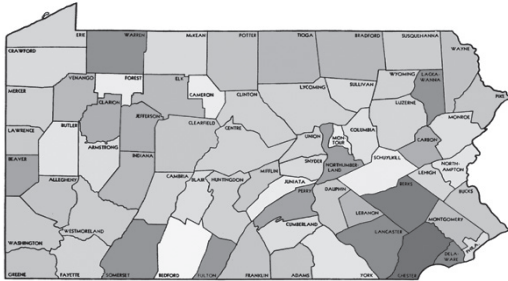 ERIE
WARREN
McKEAN
POTTER
TIOGA
BRADFORD
SUSQUEHANNA
WAYNE
CRAWFORD
VENANGO
FOREST
ELK
CAMERON
CLINTON
LYCOMING
SULLIVAN
WYOMING
LACKA-
WANNA
PIKE
MERCER
CLARION
JEFFERSON
CLEARFIELD
CENTRE
LUZERNE
MONROE
LAWRENCE
BUTLER
ARMSTRONG
INDIANA
UNION
MON-
TOUR
COLUMBIA
CARBON
BEAVER
SNYDER
NORTHUMBER
LAND
SCHUYLKILL
LEHIGH
NORTH-
AMPTON
ALLEGHENY
CAMBRIA
BLAIR
HUNTINGDON
MIFFLIN
JUNIATA
PERRY
DAUPHIN
LEBANON
BERKS
BUCKS
MONTGOMERY
WASHINGTON
WESTMORELAND
CUMBERLAND
LANCASTER
CHESTER
DELA-
WARE
PHILA
GREENE
FAYETTE
SOMERSET
BEDFORD
FULTON
FRANKLIN
ADAMS
YORK